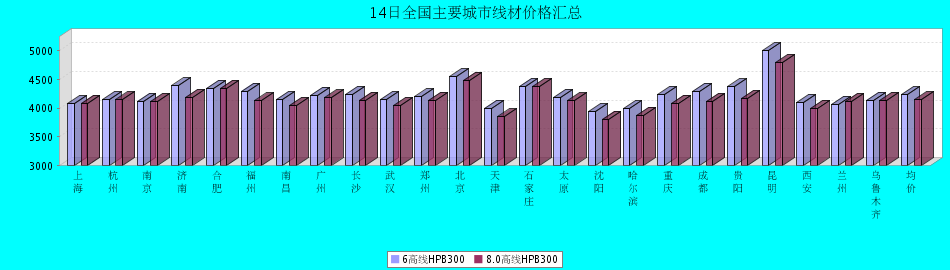 14日全国主要城市线材价格汇总
5000
4500
4000
3500
3000
上海 杭州 南京 济南 合肥 福州 南昌 广州 长沙 武汉 郑州 北京 天津 石家庄 太原 沈阳 哈尔滨 重庆 成都 贵阳 昆明 西安 兰州 乌鲁木齐 均价
6高线HPB300 8.0高线HPB300